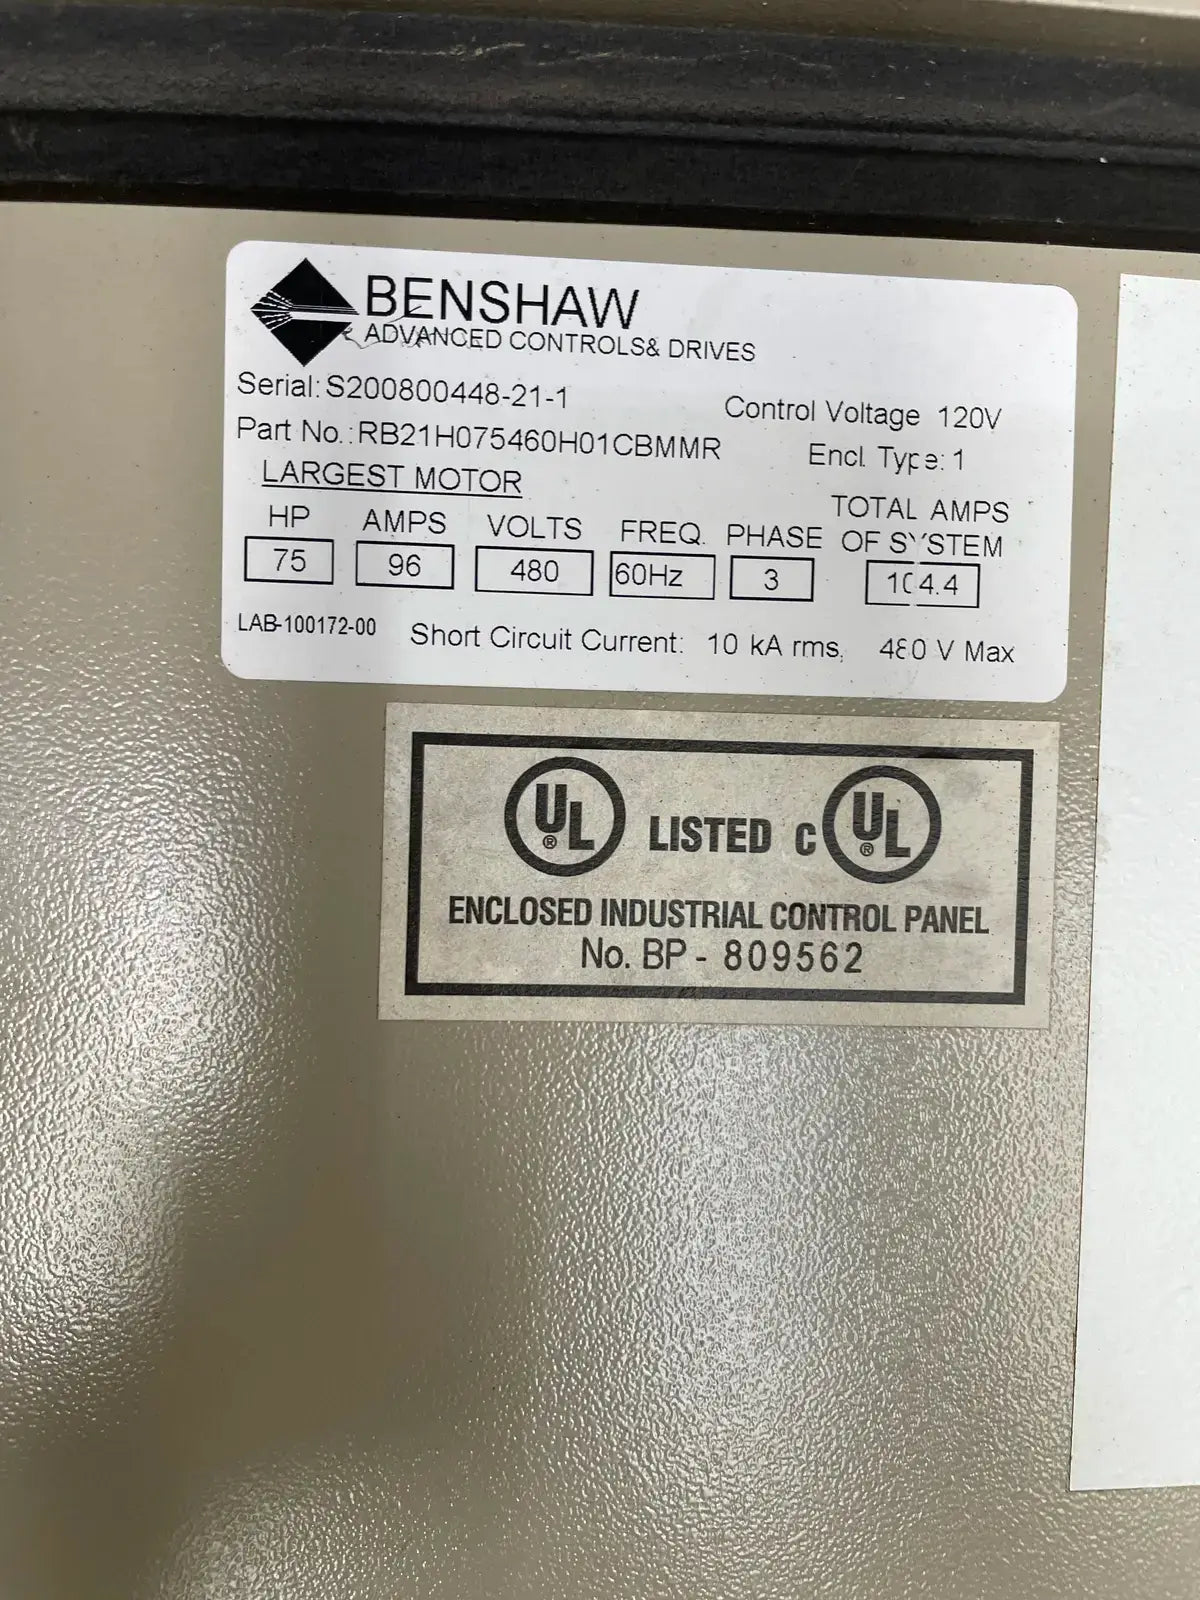 BENSHAW
ADVANCED CONTROLS& DRIVES
Serial: S200800448-21-1
Control Voltage 120V
Part No.: RB21H075460H01CBMMR
Encl. Type: 1
LARGEST MOTOR
HP AMPS VOLTS FREQ. PHASE TOTAL AMPS OF SYSTEM
75 96 480 60Hz 3 104.4
LAB-100172-00 Short Circuit Current: 10 kA rms, 480 V Max
UL® LISTED C UL®
ENCLOSED INDUSTRIAL CONTROL PANEL
No. BP - 809562